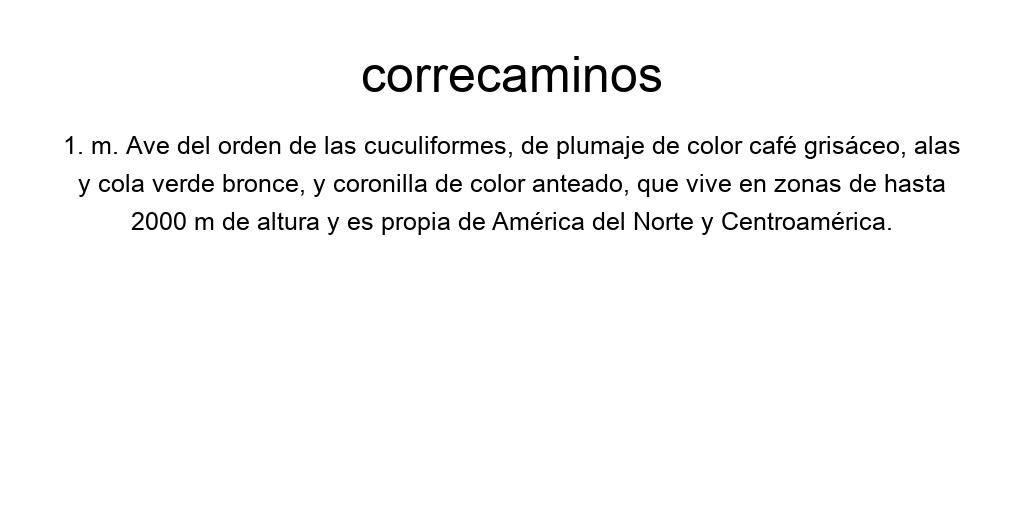 correcaminos
1. m. Ave del orden de las cuculiformes, de plumaje de color café grisáceo, alas
y cola verde bronce, y coronilla de color anteado, que vive en zonas de hasta
2000 m de altura y es propia de América del Norte y Centroamérica.